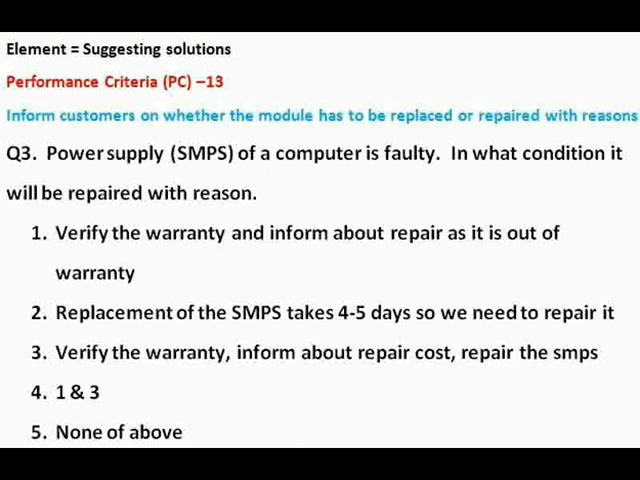 Element = Suggesting solutions
Performance Criteria (PC) –13
Inform customers on whether the module has to be replaced or repaired with reasons
Q3. Power supply (SMPS) of a computer is faulty. In what condition it
will be repaired with reason.
1. Verify the warranty and inform about repair as it is out of
warranty
2. Replacement of the SMPS takes 4-5 days so we need to repair it
3. Verify the warranty, inform about repair cost, repair the smps
4. 1 & 3
5. None of above